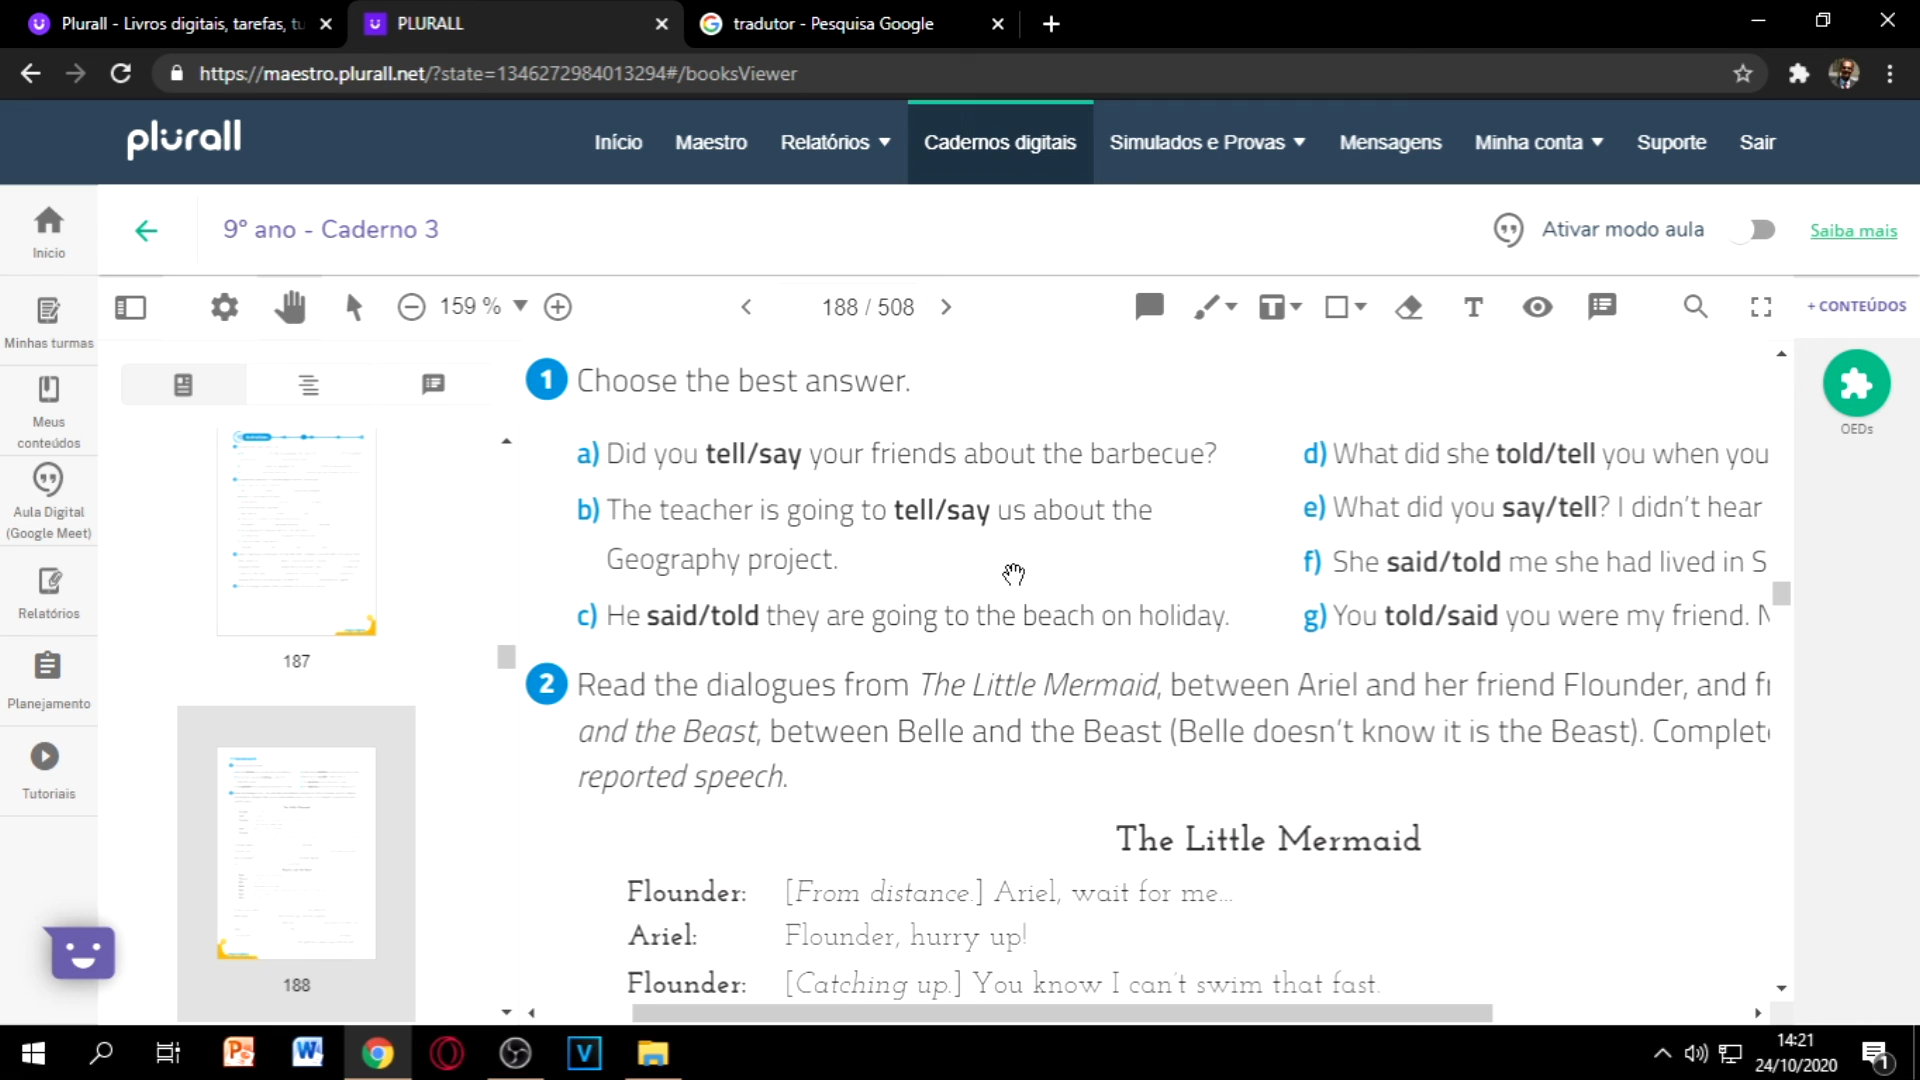 Plurall - Livros digitais, tarefas, tu
PLURALL
tradutor - Pesquisa Google
https://maestro.plurall.net/?state=1346272984013294#/booksViewer
plurall
Início
Maestro
Relatórios
Cadernos digitais
Simulados e Provas
Mensagens
Minha conta
Suporte
Sair
Inicio
9º ano - Caderno 3
Ativar modo aula
Saiba mais
Minhas turmas
159 %
188 / 508
+ CONTEÚDOS
OEDs
Meus
conteúdos
Aula Digital
(Google Meet)
Relatórios
Planejamento
Tutoriais
187
188
1 Choose the best answer.
a) Did you tell/say your friends about the barbecue?
b) The teacher is going to tell/say us about the
Geography project.
c) He said/told they are going to the beach on holiday.
d) What did she told/tell you when you
e) What did you say/tell? I didn't hear
f) She said/told me she had lived in S
g) You told/said you were my friend. N
2 Read the dialogues from The Little Mermaid, between Ariel and her friend Flounder, and fr
and the Beast, between Belle and the Beast (Belle doesn't know it is the Beast). Complete
reported speech.
The Little Mermaid
Flounder: [From distance.] Ariel, wait for me...
Ariel: Flounder, hurry up!
Flounder: [Catching up.] You know I can't swim that fast.
14:21
24/10/2020
1